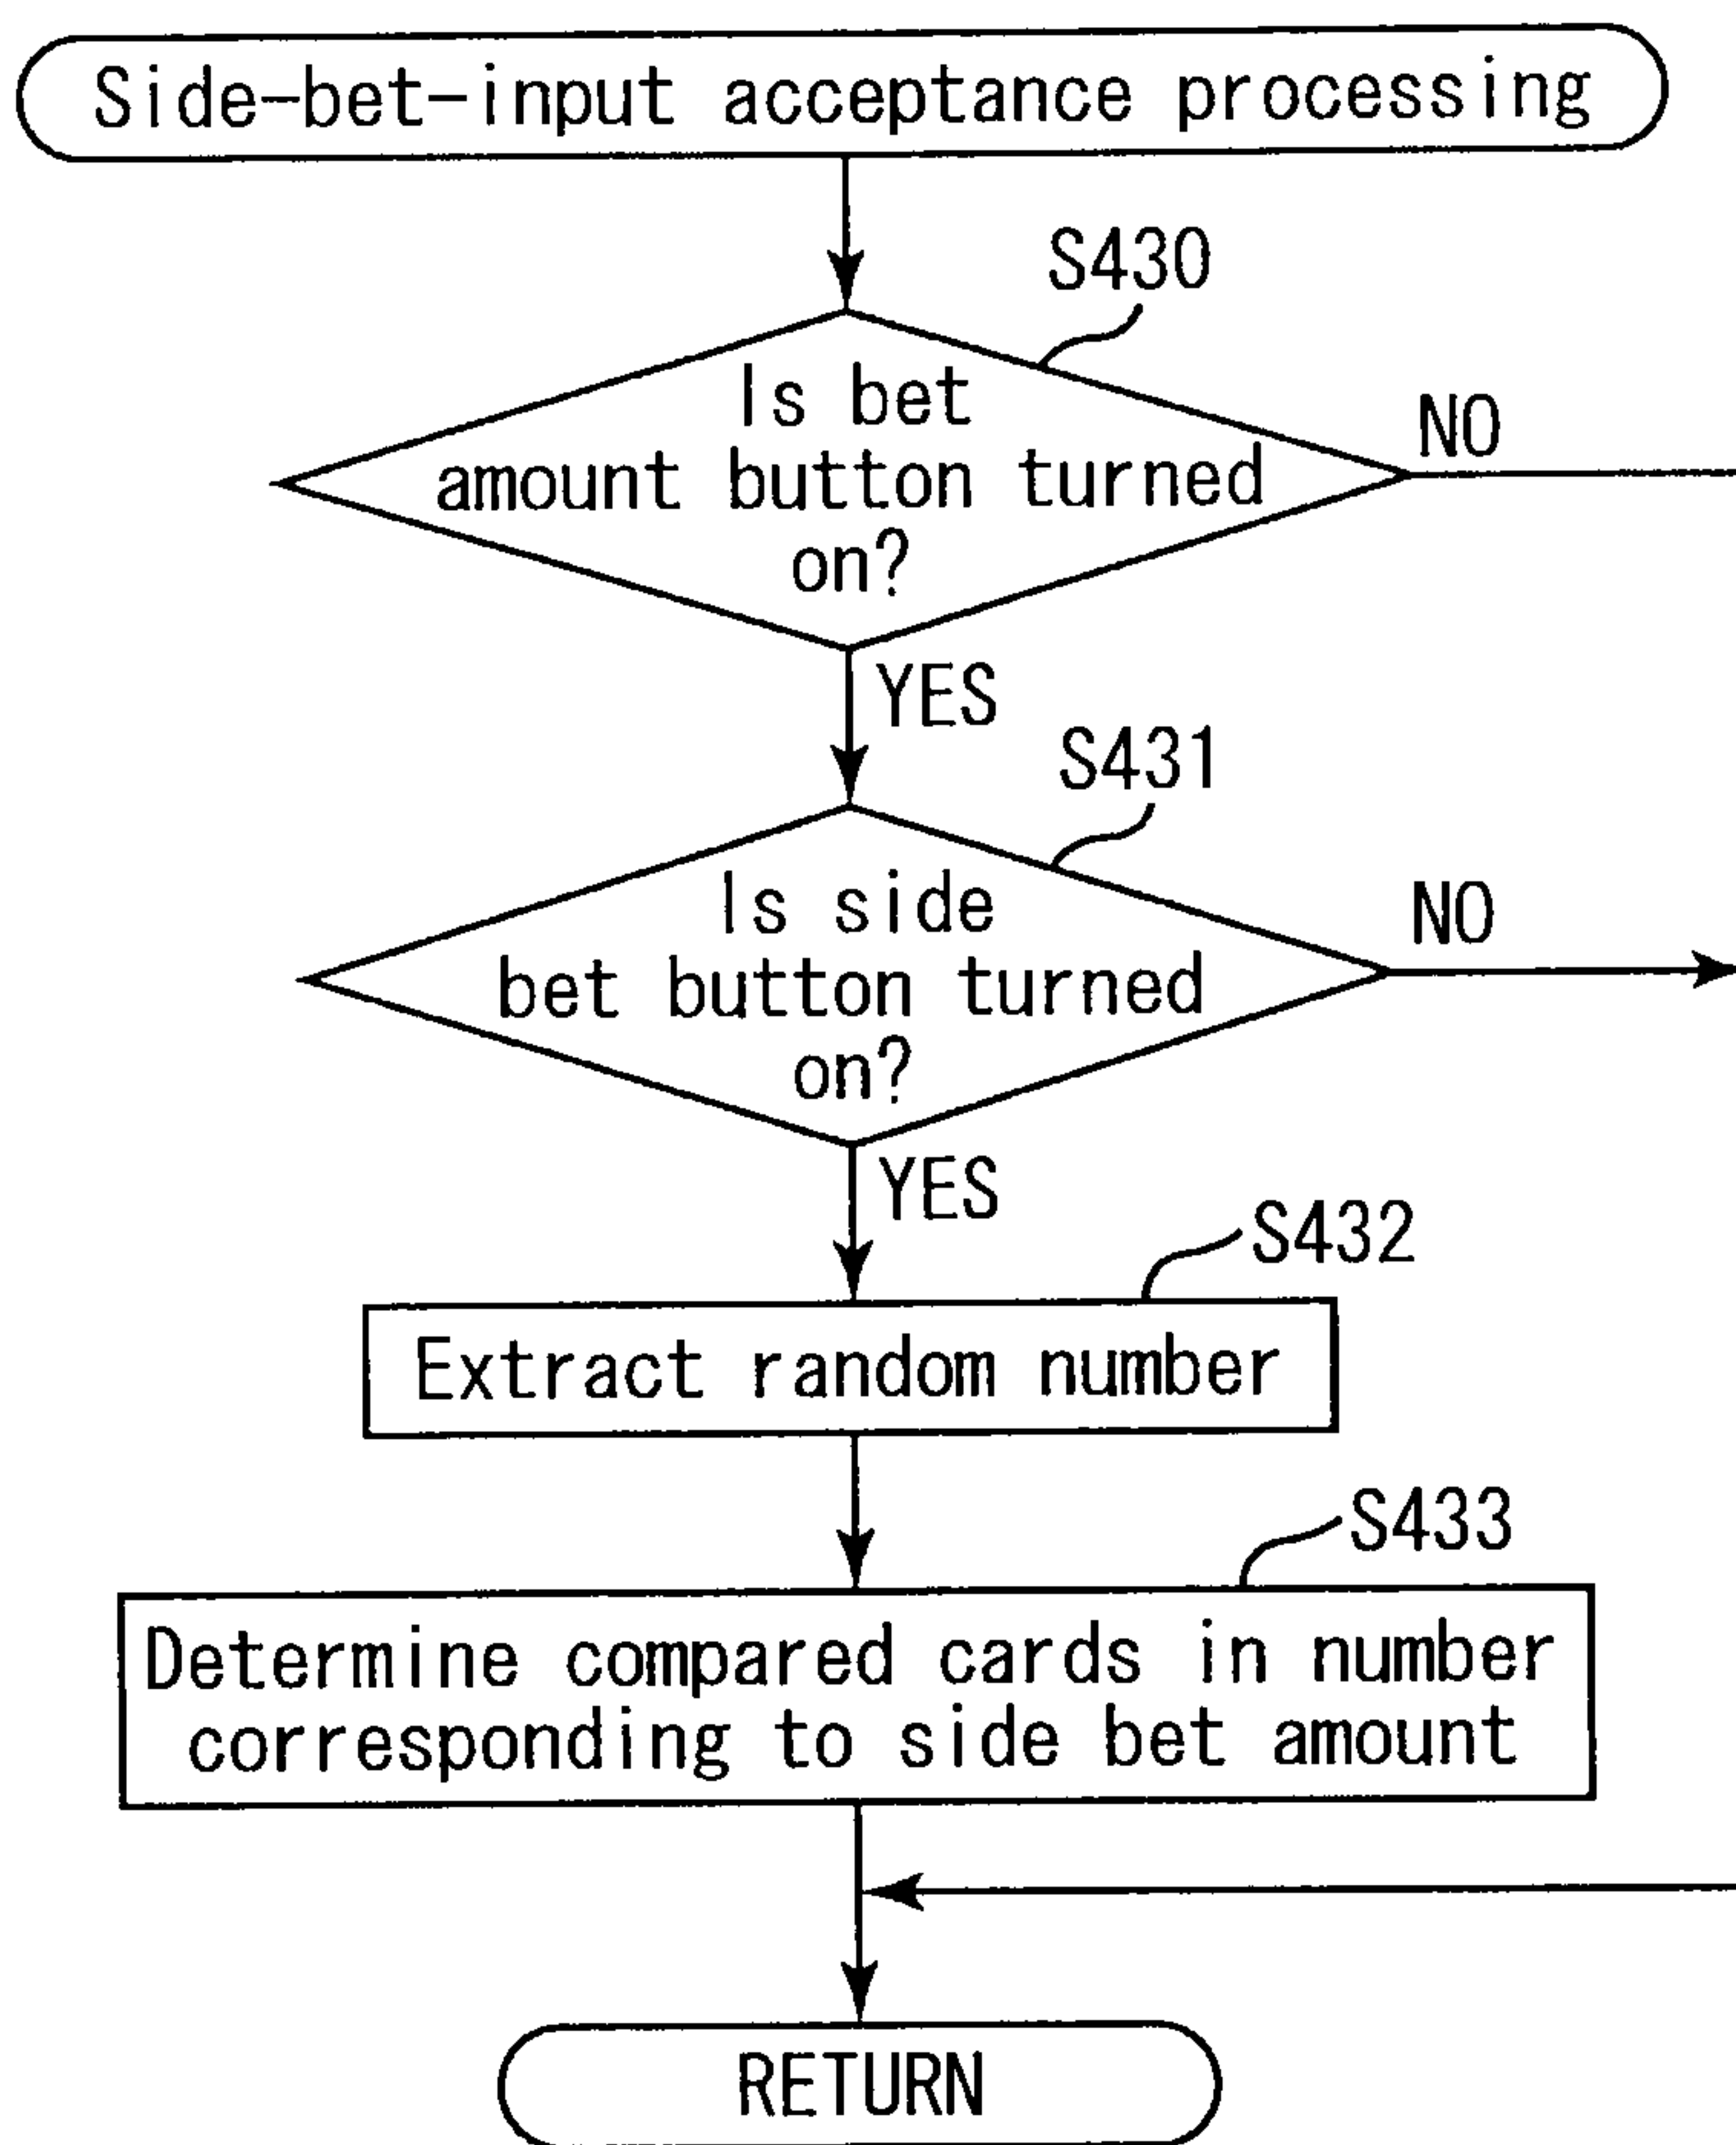 Side-bet-input acceptance processing
S430
Is bet
amount button turned
on?
NO
YES
S431
Is side
bet button turned
on?
NO
YES
S432
Extract random number
S433
Determine compared cards in number
corresponding to side bet amount
RETURN